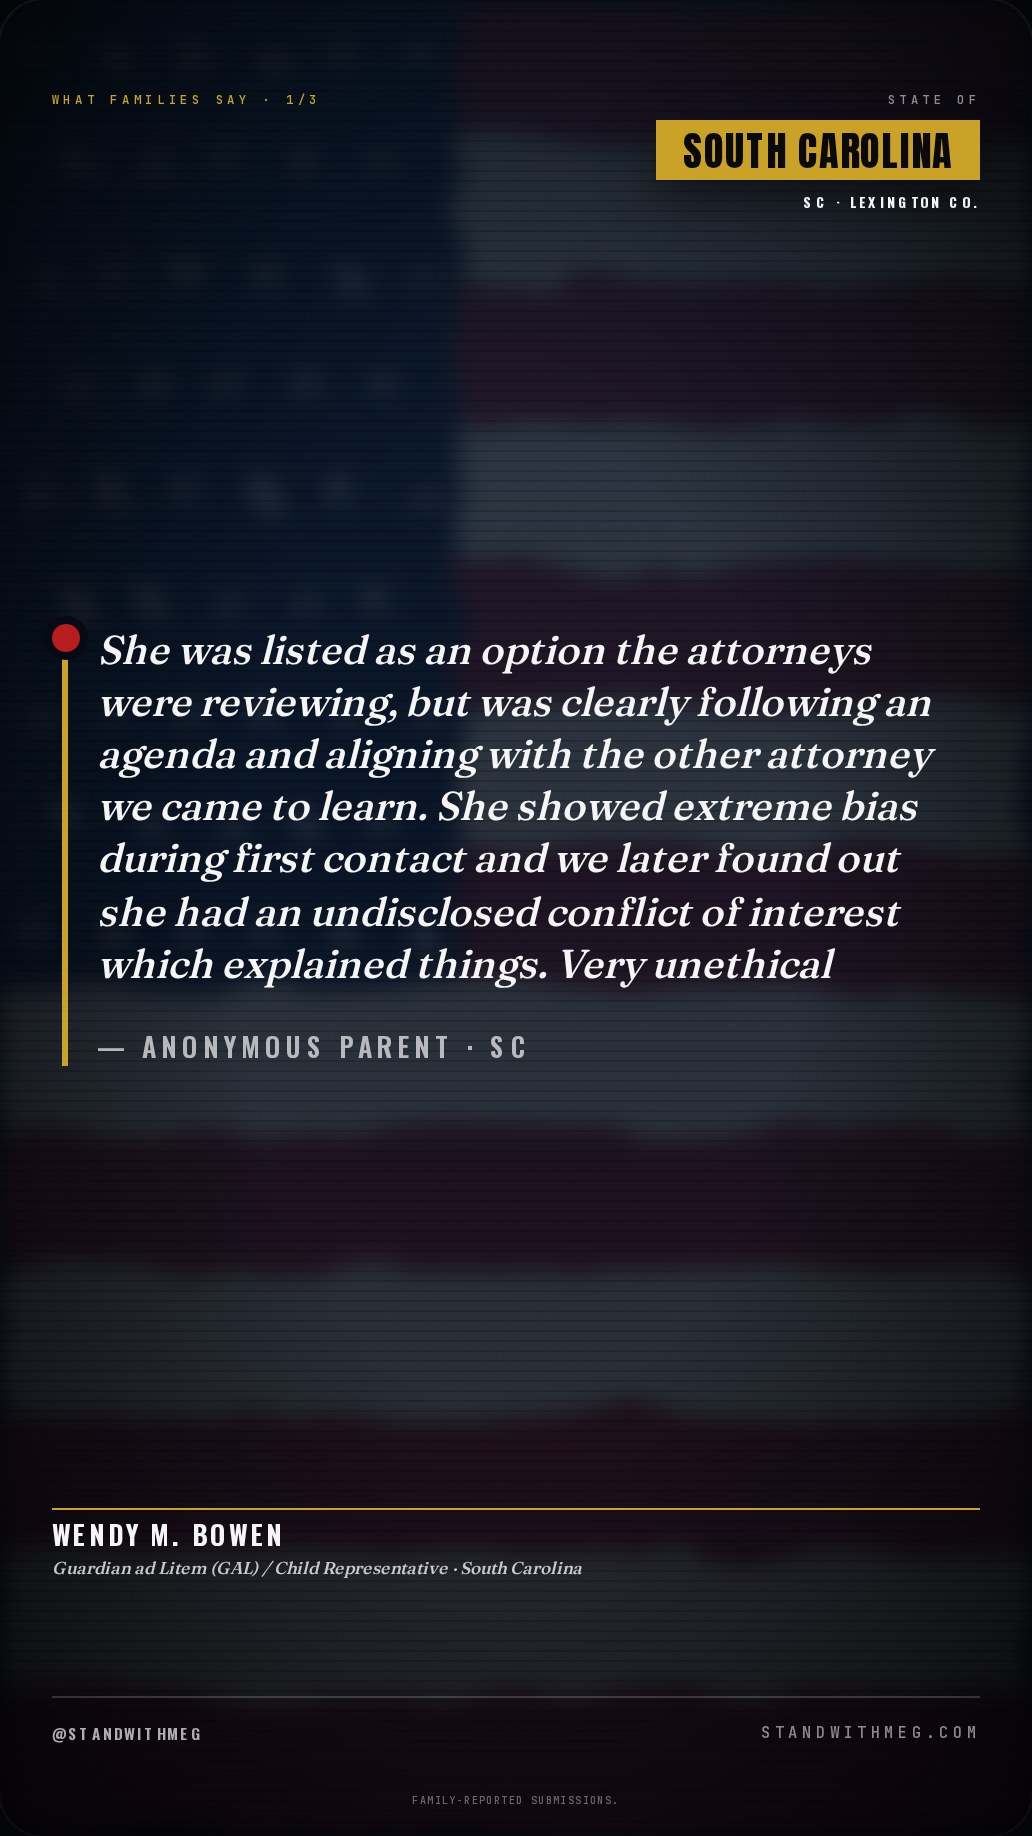 WHAT FAMILIES SAY · 1/3
STATE OF
SOUTH CAROLINA
SC · LEXINGTON CO.
She was listed as an option the attorneys
were reviewing, but was clearly following an
agenda and aligning with the other attorney
we came to learn. She showed extreme bias
during first contact and we later found out
she had an undisclosed conflict of interest
which explained things. Very unethical
— ANONYMOUS PARENT · SC
WENDY M. BOWEN
Guardian ad Litem (GAL) / Child Representative · South Carolina
@STANDWITHMEG
STANDWITHMEG.COM
FAMILY-REPORTED SUBMISSIONS.